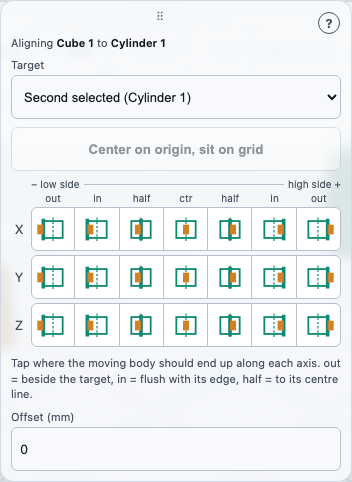 ?
Aligning Cube 1 to Cylinder 1
Target
Second selected (Cylinder 1)
Center on origin, sit on grid
– low side high side +
out in half ctr half in out
X
Y
Z
Tap where the moving body should end up along each axis. out
= beside the target, in = flush with its edge, half = to its centre
line.
Offset (mm)
0